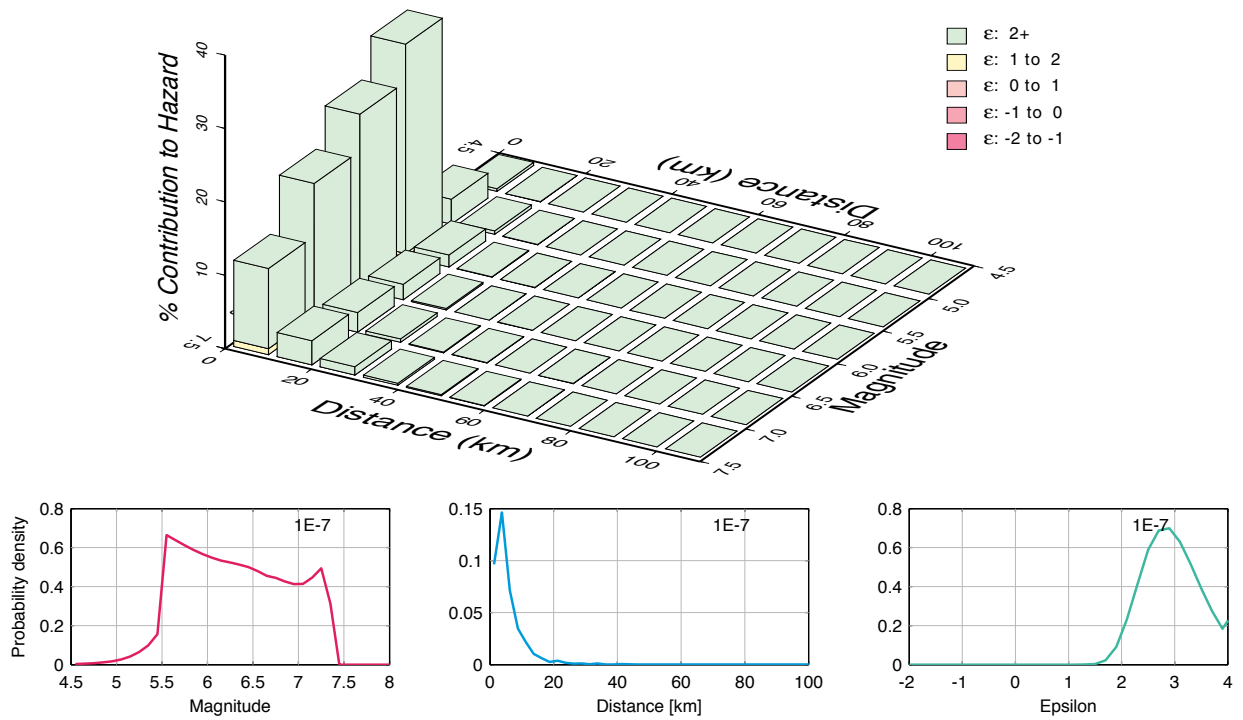 % Contribution to Hazard
40
30
20
10
0
20
40
60
80
100
Distance (km)
4.5
0
20
40
60
80
100
Distance (km)
4.5
5.0
5.5
6.0
6.5
7.0
7.5
Magnitude
7.5
ε: 2+
ε: 1 to 2
ε: 0 to 1
ε: -1 to 0
ε: -2 to -1
Probability density
0.8
0.6
0.4
0.2
0
1E-7
4.5 5 5.5 6 6.5 7 7.5 8
Magnitude
0.15
0.1
0.05
0
1E-7
0 20 40 60 80 100
Distance [km]
0.8
0.6
0.4
0.2
0
1E-7
-2 -1 0 1 2 3 4
Epsilon